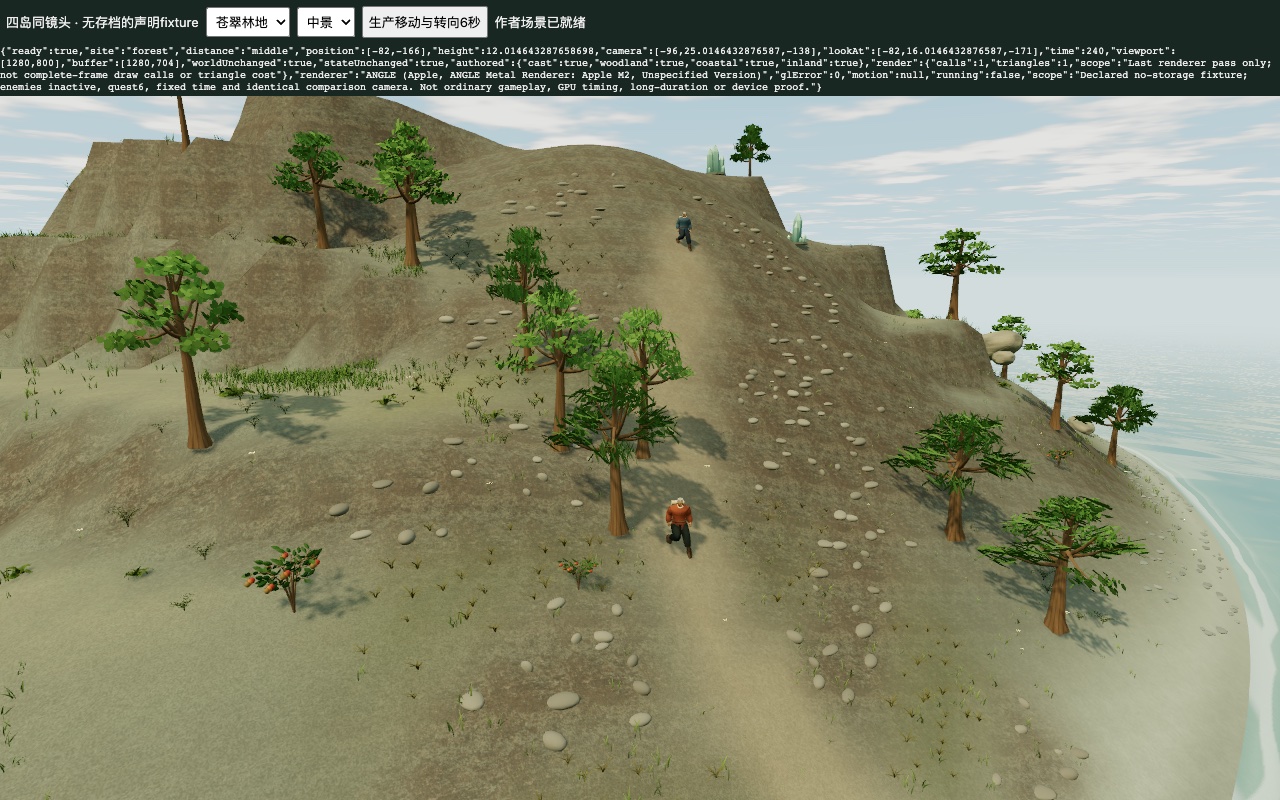 四岛同镜头 · 无存档的声明fixture 苍翠林地 中景 生产移动与转向6秒 作者场景已就绪
{"ready":true,"site":"forest","distance":"middle","position":[-82,-166],"height":12.014643287658698,"camera":[-96,25.0146432876587,-138],"lookAt":[-82,16.0146432876587,-171],"time":240,"viewport":
[1280,800],"buffer":[1280,704],"worldUnchanged":true,"stateUnchanged":true,"authored":{"cast":true,"woodland":true,"coastal":true,"inland":true},"render":{"calls":1,"triangles":1,"scope":"Last renderer pass only;
not complete-frame draw calls or triangle cost"},"renderer":"ANGLE (Apple, ANGLE Metal Renderer: Apple M2, Unspecified Version)","glError":0,"motion":null,"running":false,"scope":"Declared no-storage fixture;
enemies inactive, quest6, fixed time and identical comparison camera. Not ordinary gameplay, GPU timing, long-duration or device proof."}